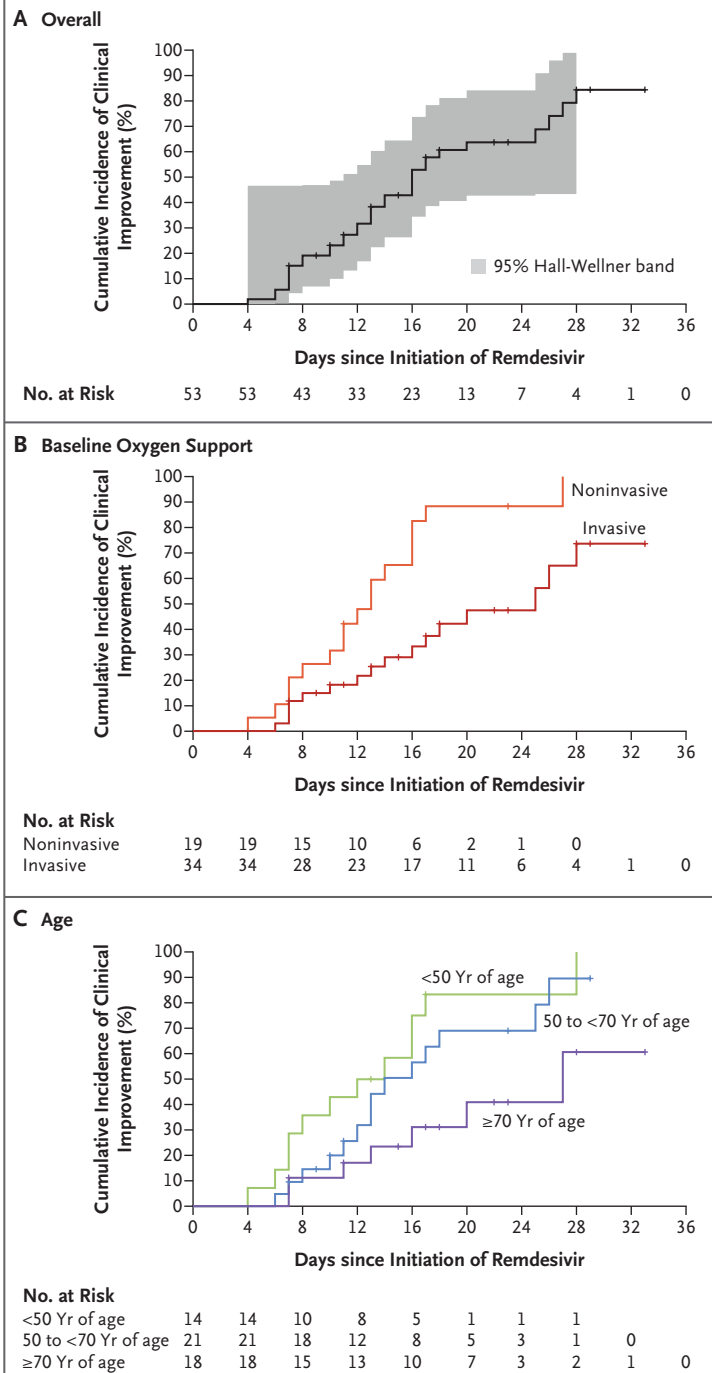 A Overall
Cumulative Incidence of Clinical
Improvement (%)
100
90
80
70
60
50
40
30
20
10
0
95% Hall-Wellner band
0 4 8 12 16 20 24 28 32 36
Days since Initiation of Remdesivir
No. at Risk 53 53 43 33 23 13 7 4 1 0
B Baseline Oxygen Support
Cumulative Incidence of Clinical
Improvement (%)
100
90
80
70
60
50
40
30
20
10
0
Noninvasive
Invasive
0 4 8 12 16 20 24 28 32 36
Days since Initiation of Remdesivir
No. at Risk
Noninvasive 19 19 15 10 6 2 1 0
Invasive 34 34 28 23 17 11 6 4 1 0
C Age
Cumulative Incidence of Clinical
Improvement (%)
100
90
80
70
60
50
40
30
20
10
0
<50 Yr of age
50 to <70 Yr of age
≥70 Yr of age
0 4 8 12 16 20 24 28 32 36
Days since Initiation of Remdesivir
No. at Risk
<50 Yr of age 14 14 10 8 5 1 1 1
50 to <70 Yr of age 21 21 18 12 8 5 3 1 0
≥70 Yr of age 18 18 15 13 10 7 3 2 1 0